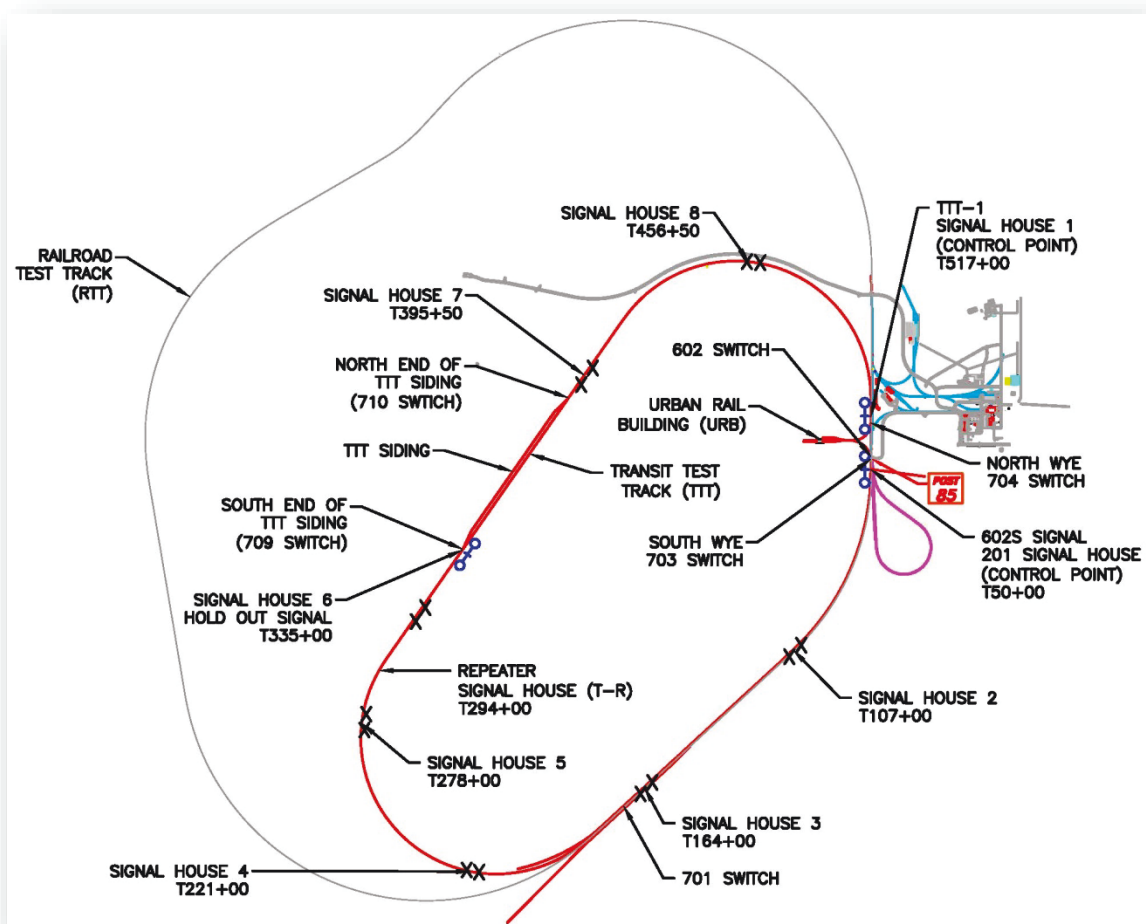 SIGNAL HOUSE 8
T456+50
TTT-1
SIGNAL HOUSE 1
(CONTROL POINT)
T517+00
RAILROAD
TEST TRACK
(RTT)
SIGNAL HOUSE 7
T395+50
NORTH END OF
TTT SIDING
(710 SWTICH)
602 SWITCH
URBAN RAIL
BUILDING (URB)
TTT SIDING
TRANSIT TEST
TRACK (TTT)
NORTH WYE
704 SWITCH
POST
85
SOUTH END OF
TTT SIDING
(709 SWITCH)
SOUTH WYE
703 SWITCH
602S SIGNAL
201 SIGNAL HOUSE
(CONTROL POINT)
T50+00
SIGNAL HOUSE 6
HOLD OUT SIGNAL
T335+00
REPEATER
SIGNAL HOUSE (T-R)
T294+00
SIGNAL HOUSE 2
T107+00
SIGNAL HOUSE 5
T278+00
SIGNAL HOUSE 3
T164+00
SIGNAL HOUSE 4
T221+00
701 SWITCH